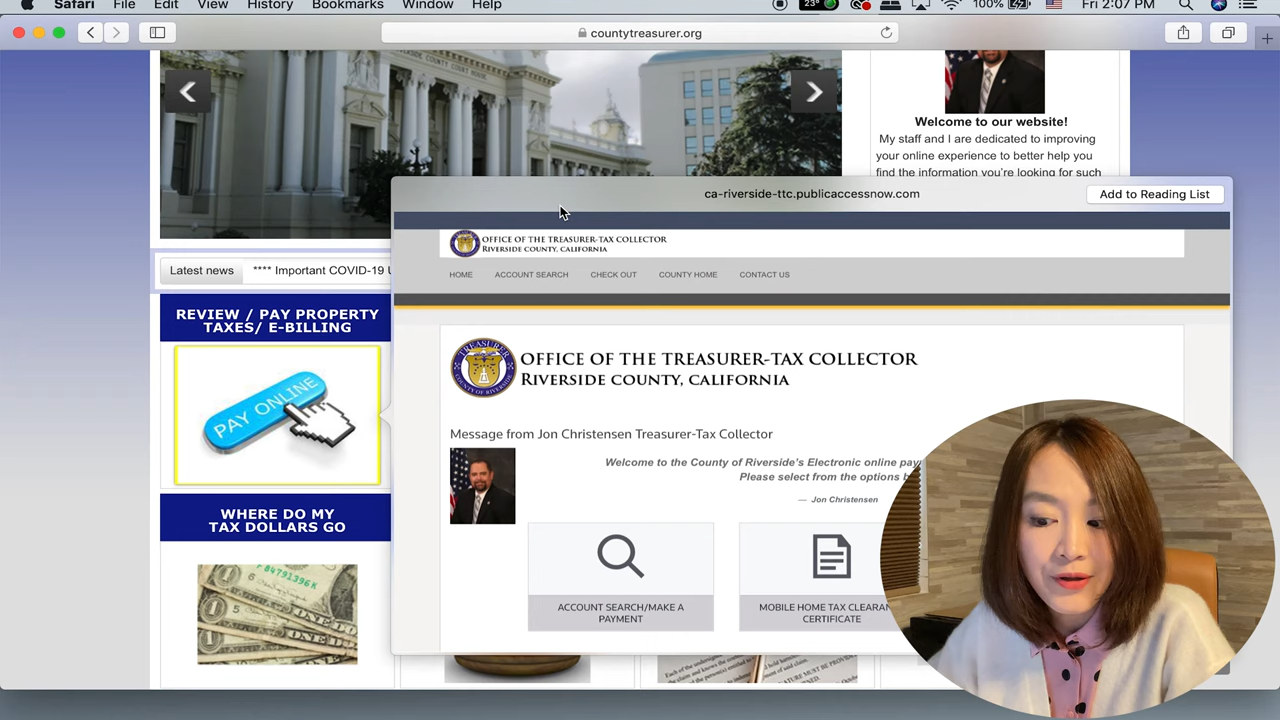 Safari File Edit View History Bookmarks Window Help
23° 100% Fri 2:07 PM
countytreasurer.org
COUNTY COURT HOUSE
Welcome to our website!
My staff and I are dedicated to improving
your online experience to better help you
find the information you're looking for such
ca-riverside-ttc.publicaccessnow.com
Add to Reading List
OFFICE OF THE TREASURER-TAX COLLECTOR
RIVERSIDE COUNTY, CALIFORNIA
HOME ACCOUNT SEARCH CHECK OUT COUNTY HOME CONTACT US
Latest news **** Important COVID-19
REVIEW / PAY PROPERTY
TAXES/ E-BILLING
PAY ONLINE
OFFICE OF THE TREASURER-TAX COLLECTOR
RIVERSIDE COUNTY, CALIFORNIA
Message from Jon Christensen Treasurer-Tax Collector
Welcome to the County of Riverside's Electronic online pay
Please select from the options
— Jon Christensen
WHERE DO MY
TAX DOLLARS GO
ACCOUNT SEARCH/MAKE A
PAYMENT
MOBILE HOME TAX CLEARAN
CERTIFICATE